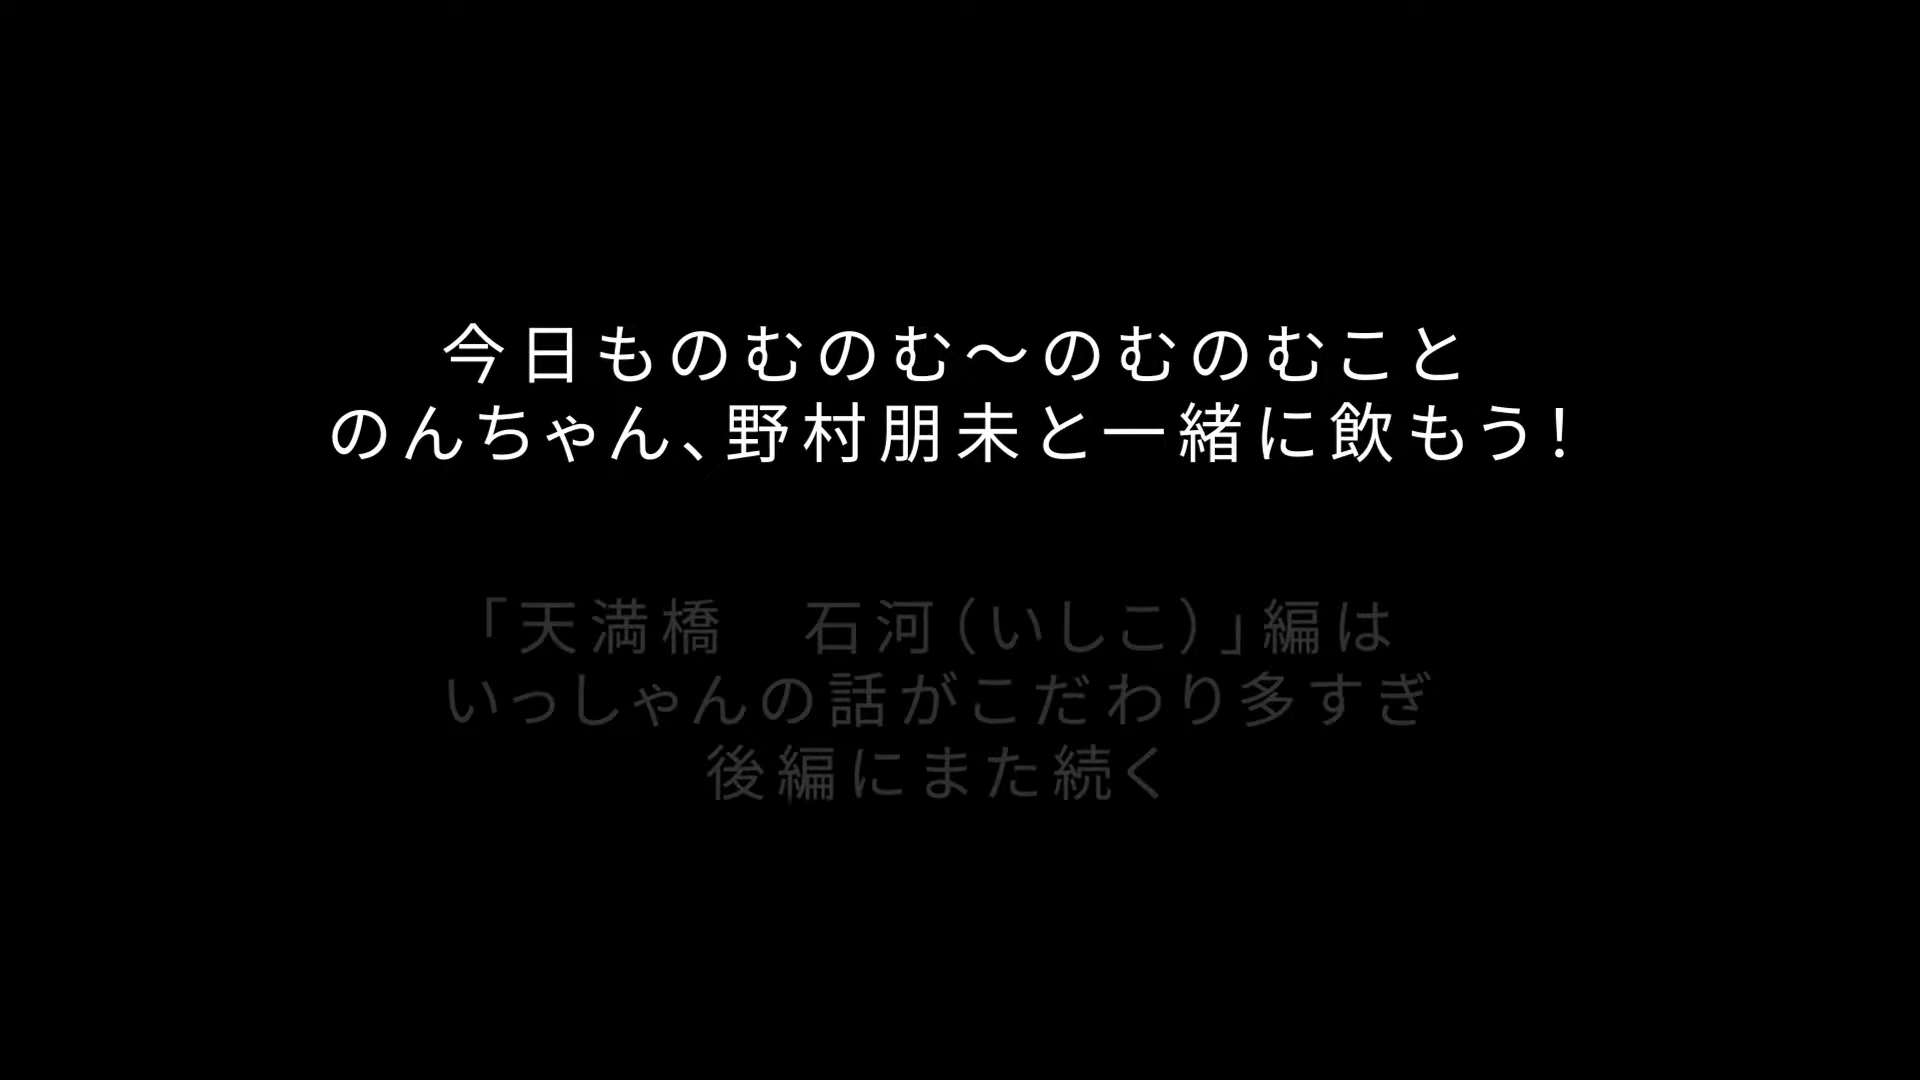 今日ものむのむ～のむのむこと
のんちゃん、野村朋未と一緒に飲もう！
「天満橋　石河（いしこ）」編は
いっしゃんの話がこだわり多すぎ
後編にまた続く